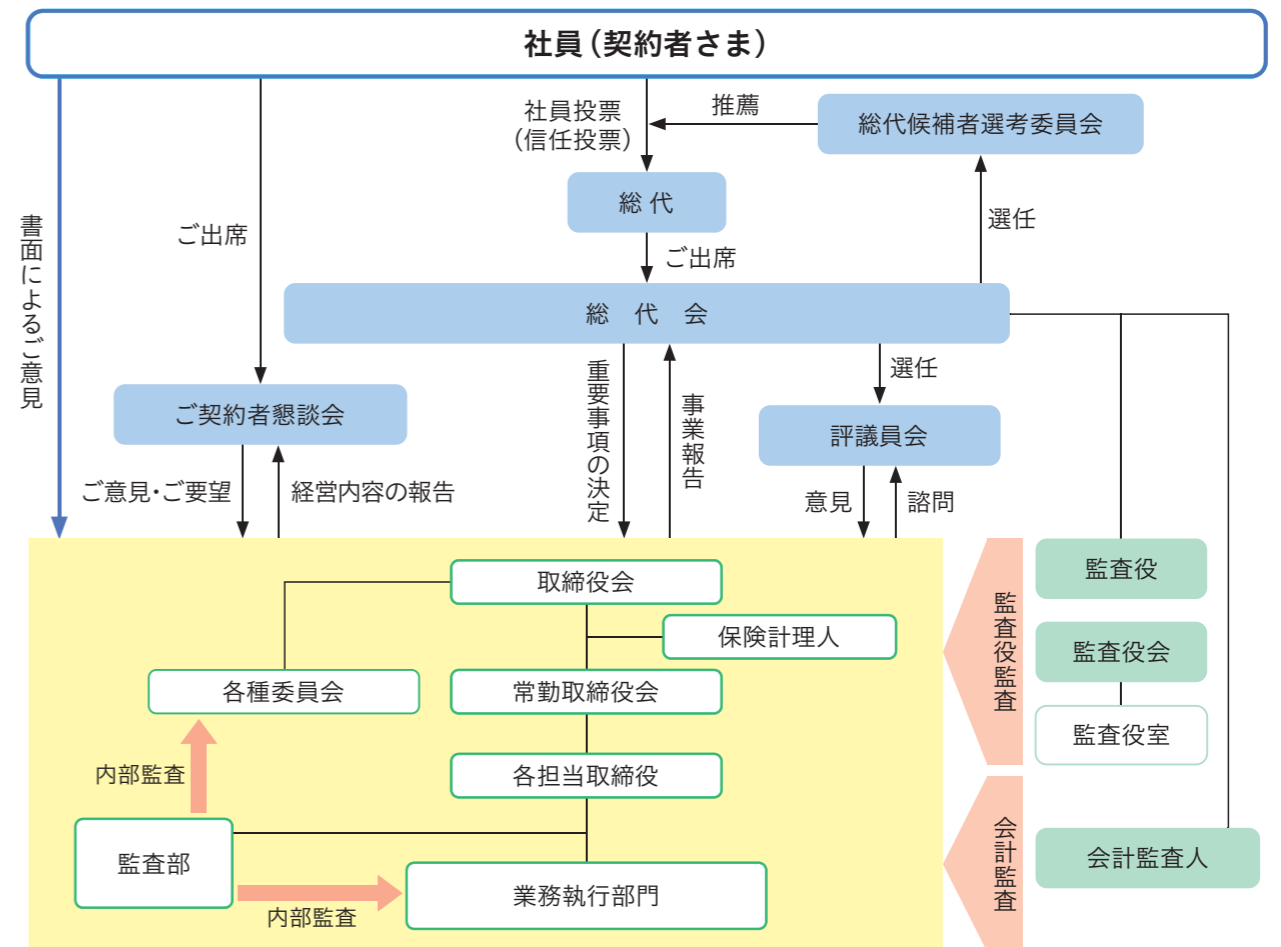 社員（契約者さま）
社員投票
（信任投票）
推薦
総代候補者選考委員会
総代
選任
書面によるご意見
ご出席
ご出席
総代会
ご契約者懇談会
重要事項の決定
事業報告
選任
評議員会
ご意見・ご要望
経営内容の報告
意見
諮問
取締役会
保険計理人
各種委員会
常勤取締役会
内部監査
各担当取締役
監査部
内部監査
業務執行部門
監査役監査
監査役
監査役会
監査役室
会計監査
会計監査人